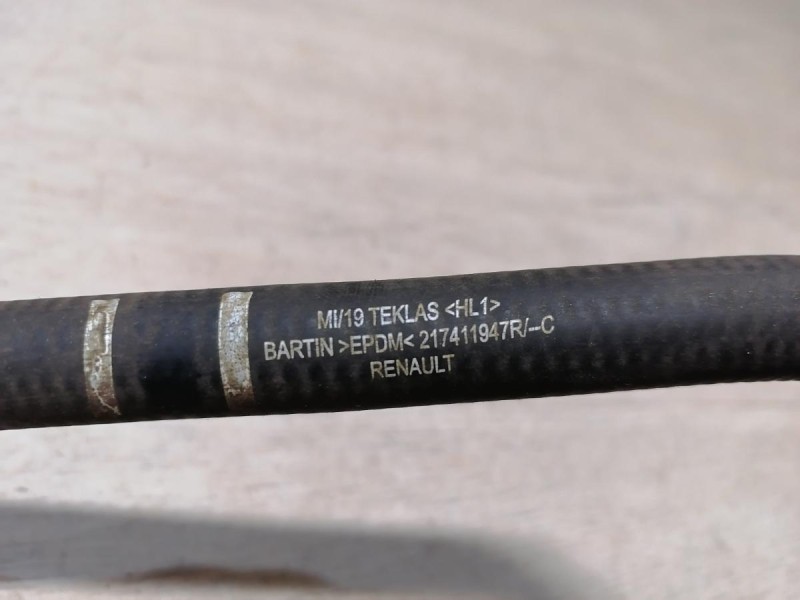 MI/19 TEKLAS <HL1>
BARTIN >EPDM< 217411947R/--C
RENAULT